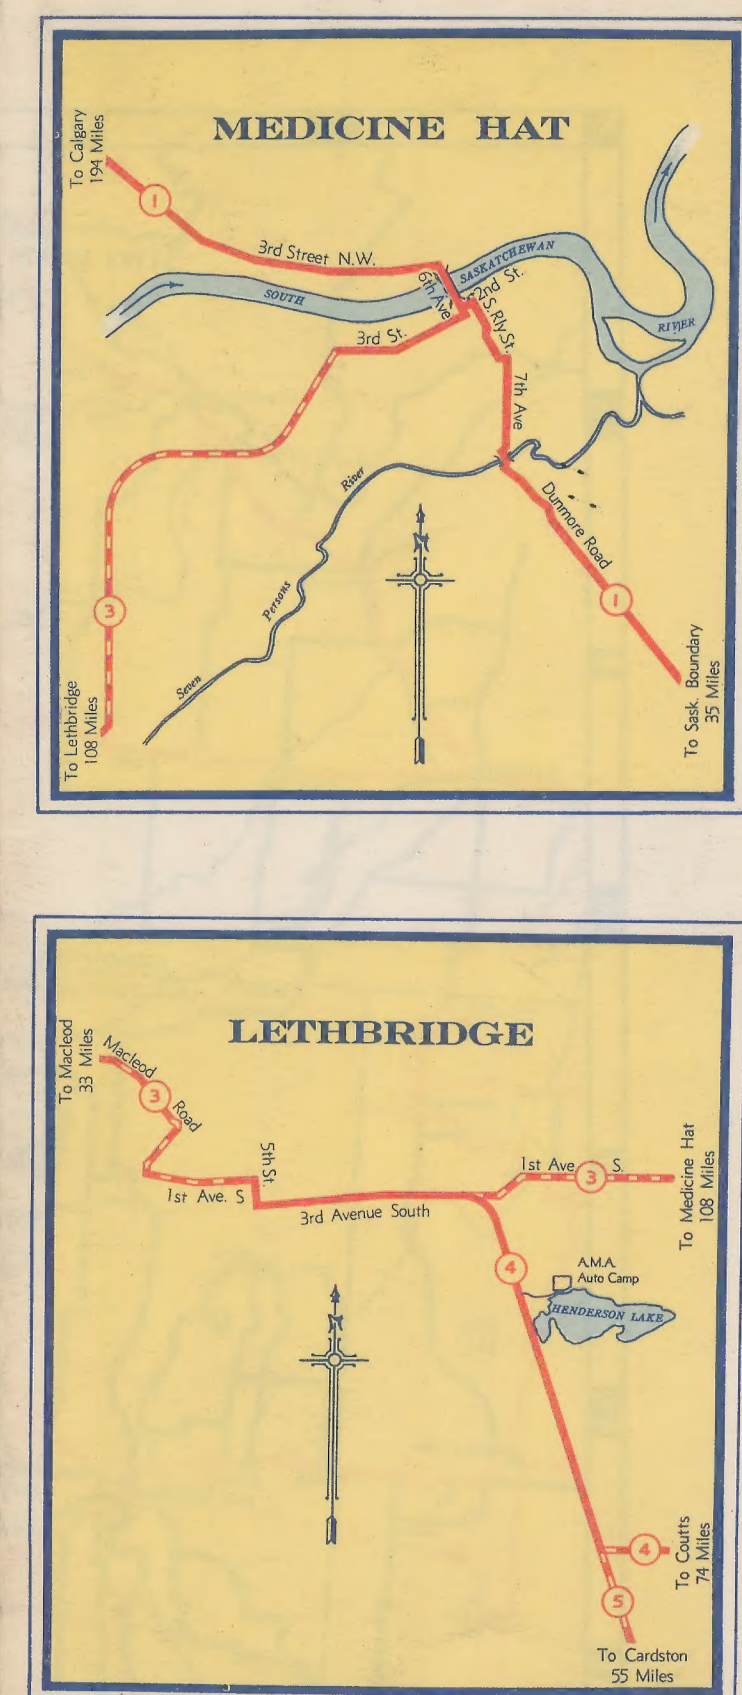 MEDICINE HAT
To Calgary
194 Miles
1
3rd Street N.W.
6th Ave
SOUTH
SASKATCHEWAN
RIVER
2nd St.
S. Rly St.
3rd St.
7th Ave
River
Persons
Seven
Dunmore Road
N
3
1
To Lethbridge
108 Miles
To Sask. Boundary
35 Miles
LETHBRIDGE
To Macleod
33 Miles
Macleod
3
Road
5th St.
1st Ave. S
3rd Avenue South
1st Ave
3
S.
To Medicine Hat
108 Miles
4
A.M.A.
Auto Camp
HENDERSON LAKE
N
4
To Coutts
74 Miles
5
To Cardston
55 Miles